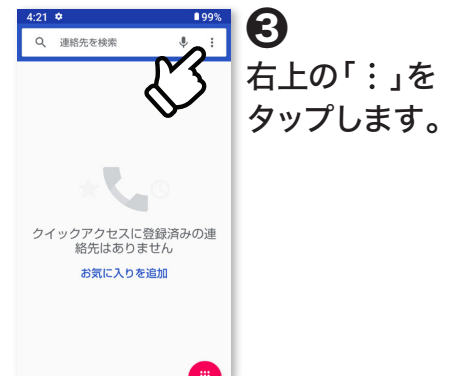 4:21 99%
連絡先を検索
クイックアクセスに登録済みの連
絡先はありません
お気に入りを追加
❸
右上の「︙」を
タップします。